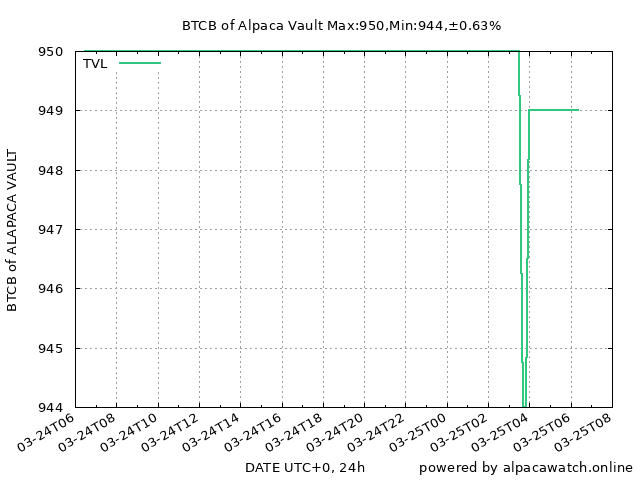 BTCB of Alpaca Vault Max:950,Min:944,±0.63%
BTCB of ALAPACA VAULT
TVL
950
949
948
947
946
945
944
03-24T06
03-24T08
03-24T10
03-24T12
03-24T14
03-24T16
03-24T18
03-24T20
03-24T22
03-25T00
03-25T02
03-25T04
03-25T06
03-25T08
DATE UTC+0, 24h
powered by alpacawatch.online